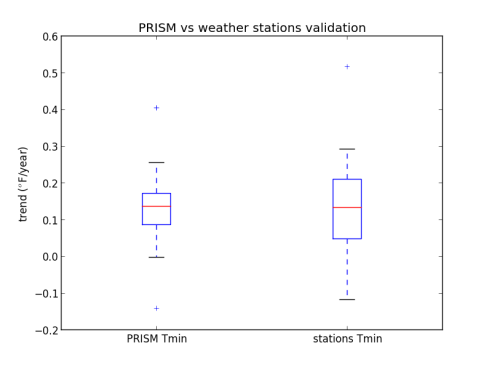 PRISM vs weather stations validation
0.6
0.5
0.4
0.3
0.2
0.1
0.0
−0.1
−0.2
trend (°F/year)
PRISM Tmin
stations Tmin